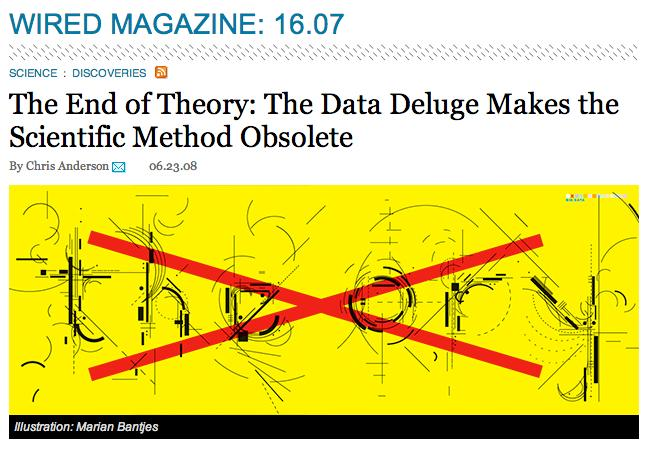 WIRED MAGAZINE: 16.07
SCIENCE : DISCOVERIES
The End of Theory: The Data Deluge Makes the
Scientific Method Obsolete
By Chris Anderson 06.23.08
theory
Illustration: Marian Bantjes